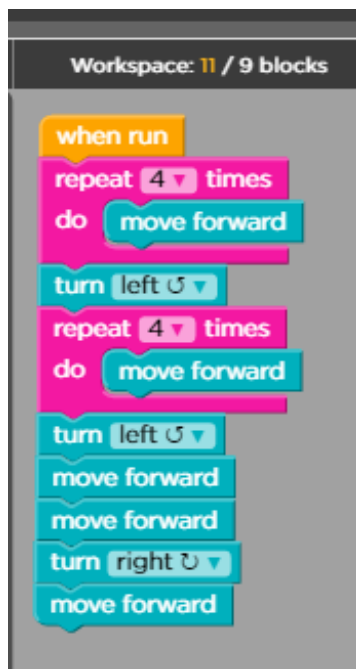 Workspace: 11 / 9 blocks
when run
repeat 4 times
do move forward
turn left
repeat 4 times
do move forward
turn left
move forward
move forward
turn right
move forward